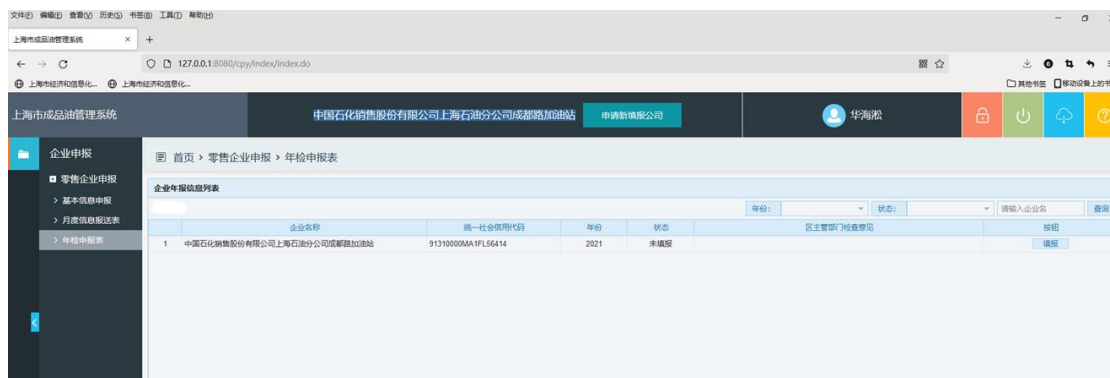 文件(F) 编辑(E) 查看(V) 历史(S) 书签(B) 工具(T) 帮助(H)
上海市成品油管理系统 × +
127.0.0.1:8080/cpy/index/index.do
上海市经济和信息化... 上海市经济和信息化... 其他书签 移动设备上的书
上海市成品油管理系统 中国石化销售股份有限公司上海石油分公司成都路加油站 申请新填报公司 华海淞
企业申报 首页 > 零售企业申报 > 年检申报表
零售企业申报
企业年报信息列表
> 基本信息申报
年份: 状态: 请输入企业名 查询
> 月度信息报送表
企业名称 统一社会信用代码 年份 状态 区主管部门检查意见 按钮
> 年检申报表
1 中国石化销售股份有限公司上海石油分公司成都路加油站 91310000MA1FL56414 2021 未填报 填报